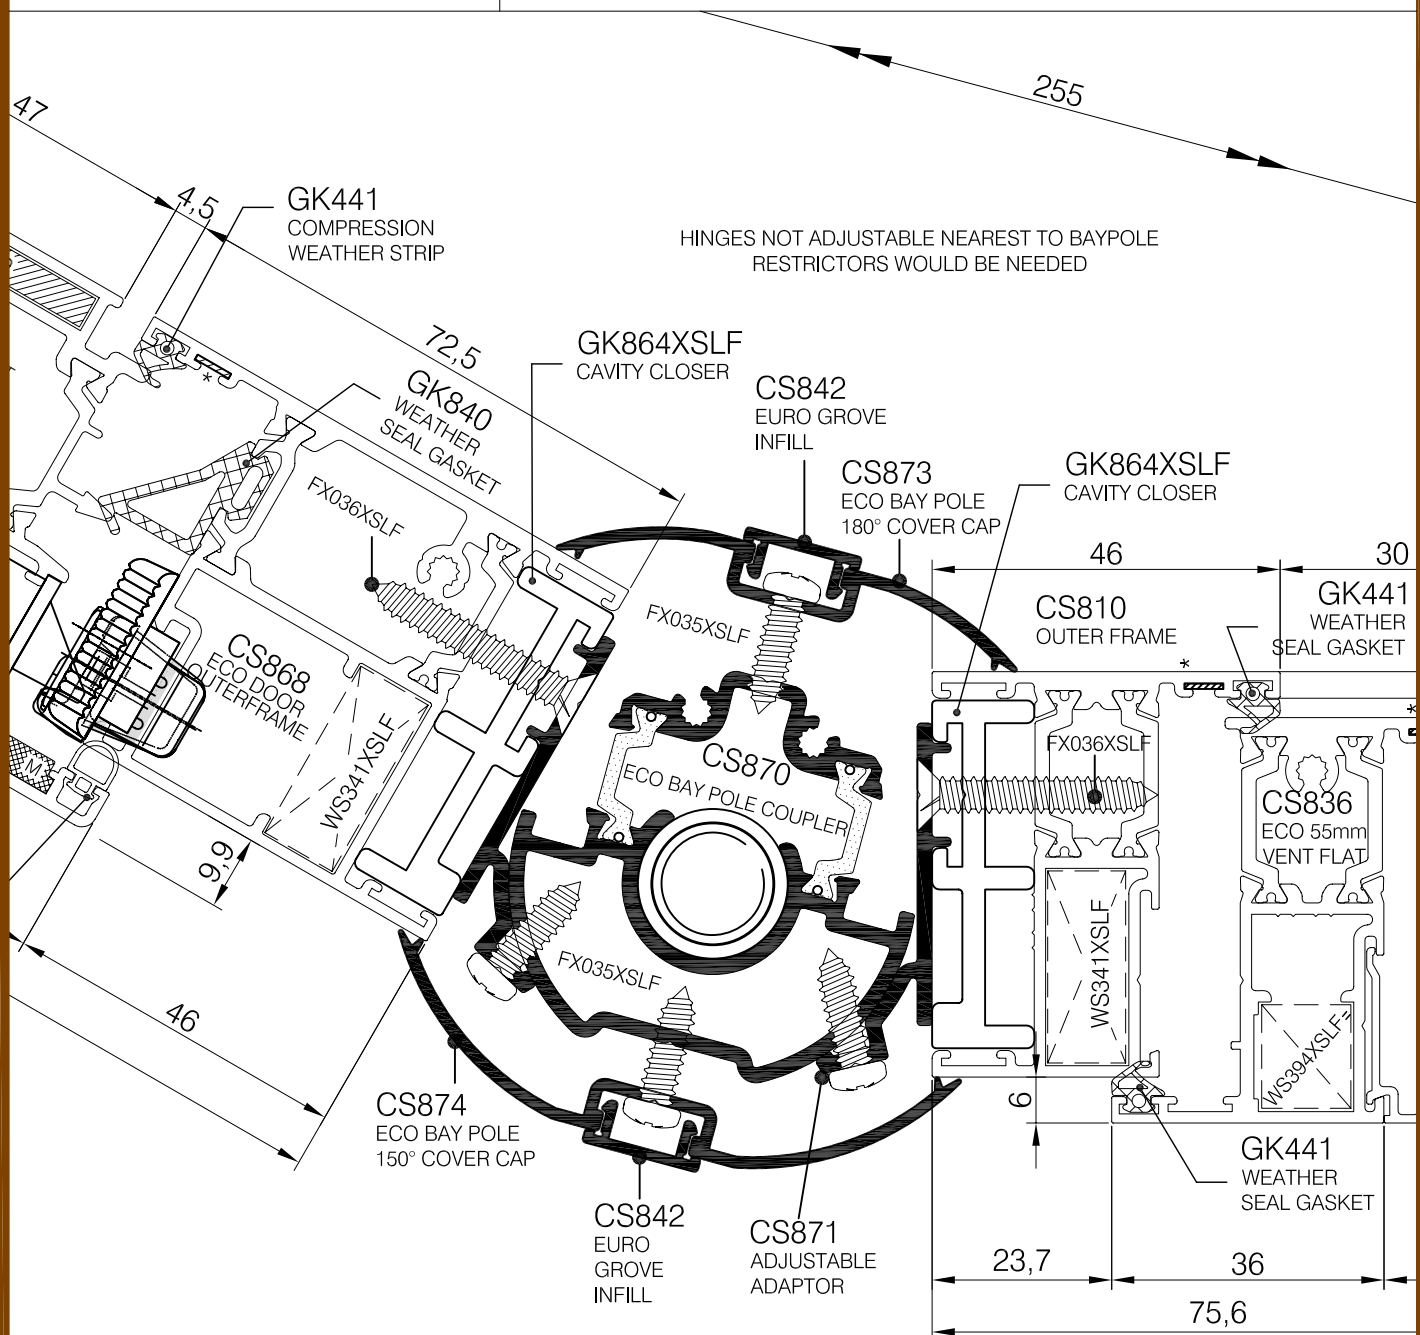 255
47
4,5
GK441
COMPRESSION
WEATHER STRIP
HINGES NOT ADJUSTABLE NEAREST TO BAYPOLE
RESTRICTORS WOULD BE NEEDED
72,5
GK864XSLF
CAVITY CLOSER
GK840
WEATHER
SEAL GASKET
CS842
EURO GROVE
INFILL
CS873
ECO BAY POLE
180° COVER CAP
GK864XSLF
CAVITY CLOSER
FX036XSLF
46
30
CS810
OUTER FRAME
GK441
WEATHER
SEAL GASKET
*
*
*
FX035XSLF
CS868
ECO DOOR
OUTERFRAME
WS341XSLF
CS870
ECO BAY POLE COUPLER
FX036XSLF
CS836
ECO 55mm
VENT FLAT
M
9,9
FX035XSLF
WS341XSLF
WS394XSLF=
46
6
CS874
ECO BAY POLE
150° COVER CAP
GK441
WEATHER
SEAL GASKET
CS842
EURO
GROVE
INFILL
CS871
ADJUSTABLE
ADAPTOR
23,7
36
75,6